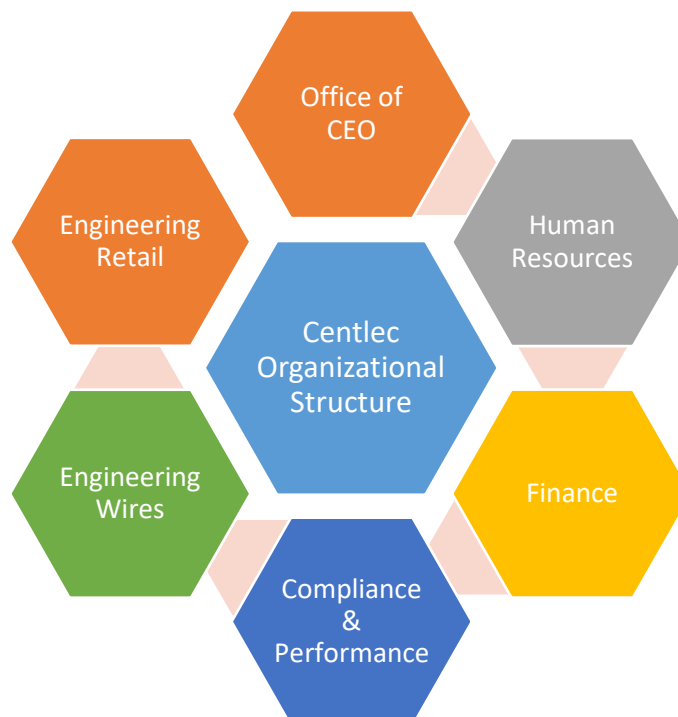 Office of
CEO
Human
Resources
Finance
Compliance
&
Performance
Engineering
Wires
Engineering
Retail
Centlec
Organizational
Structure